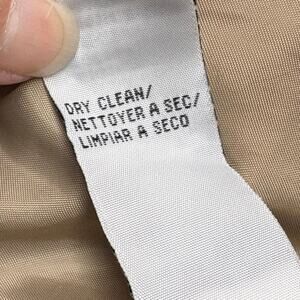 DRY CLEAN/
NETTOYER A SEC/
LIMPIAR A SECO